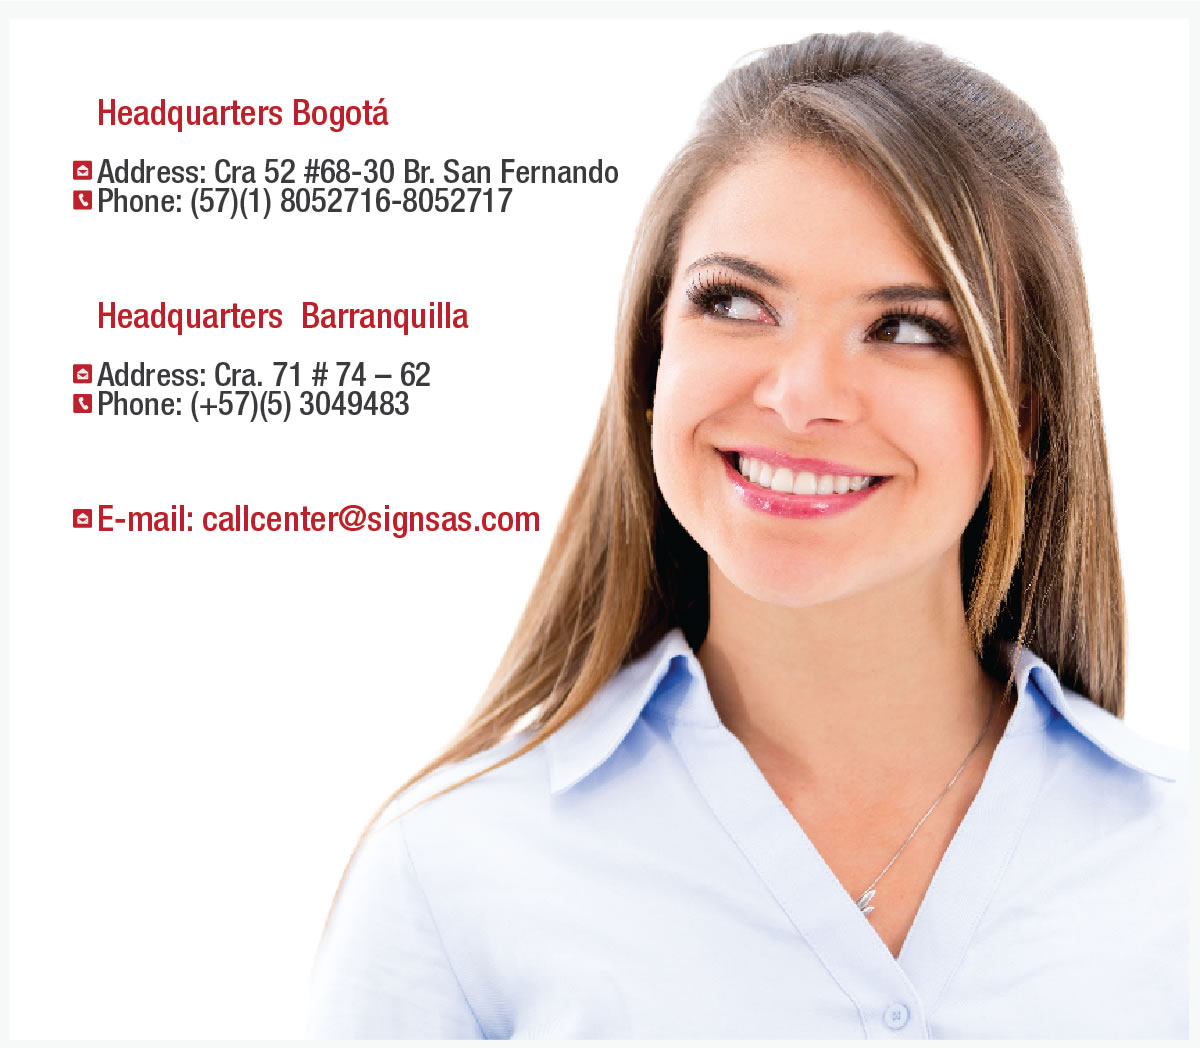 Headquarters Bogotá
Address: Cra 52 #68-30 Br. San Fernando
Phone: (57)(1) 8052716-8052717
Headquarters Barranquilla
Address: Cra. 71 # 74 – 62
Phone: (+57)(5) 3049483
E-mail: callcenter@signsas.com